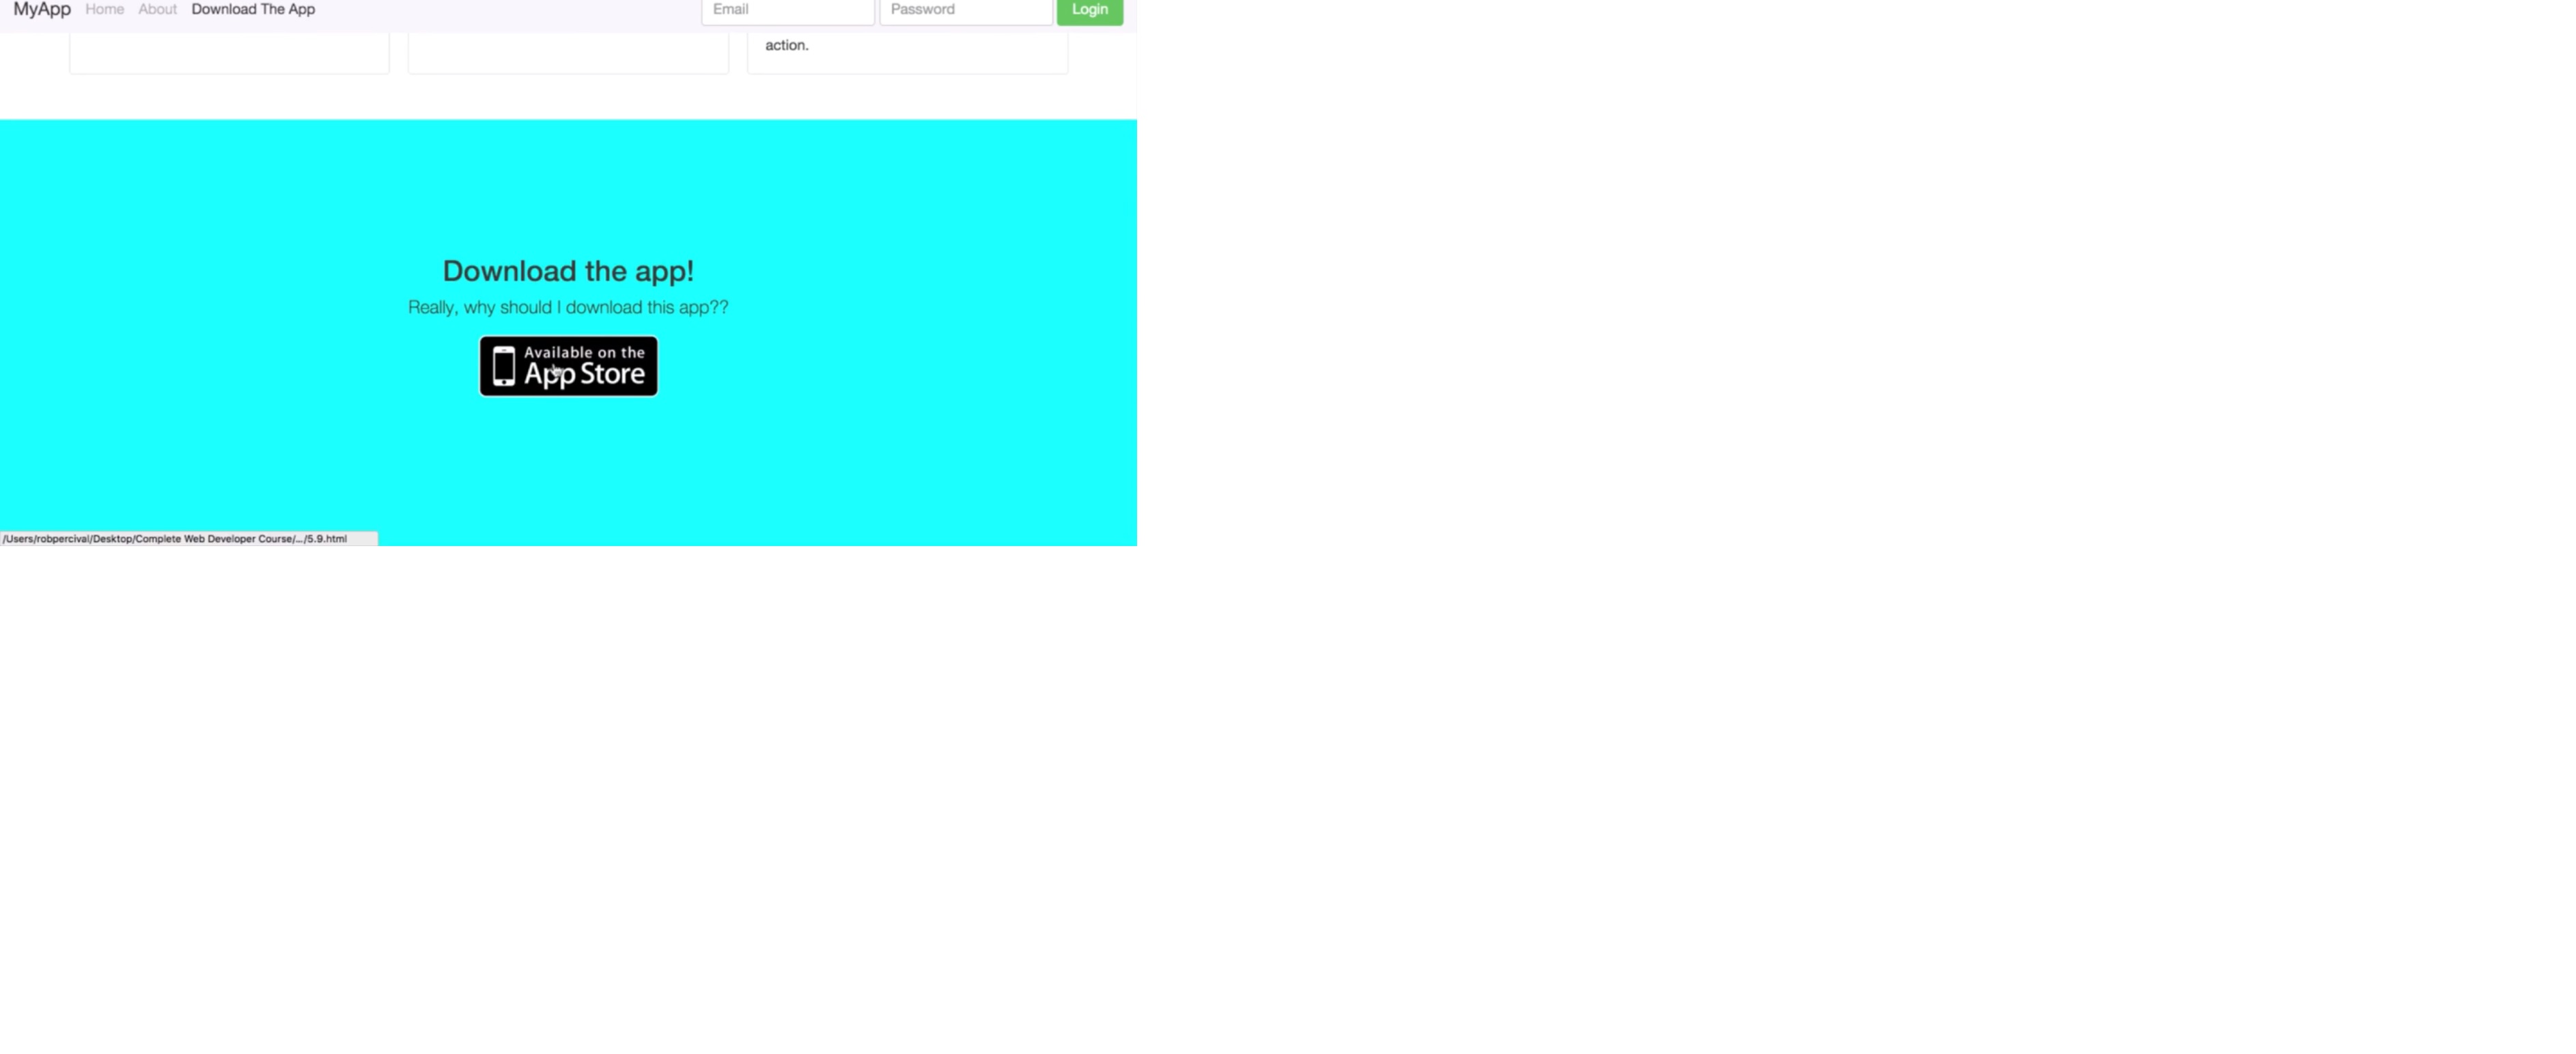 MyApp Home About Download The App Email Password Login
action.
Download the app!
Really, why should I download this app??
Available on the
App Store
/Users/robpercival/Desktop/Complete Web Developer Course/.../5.9.html